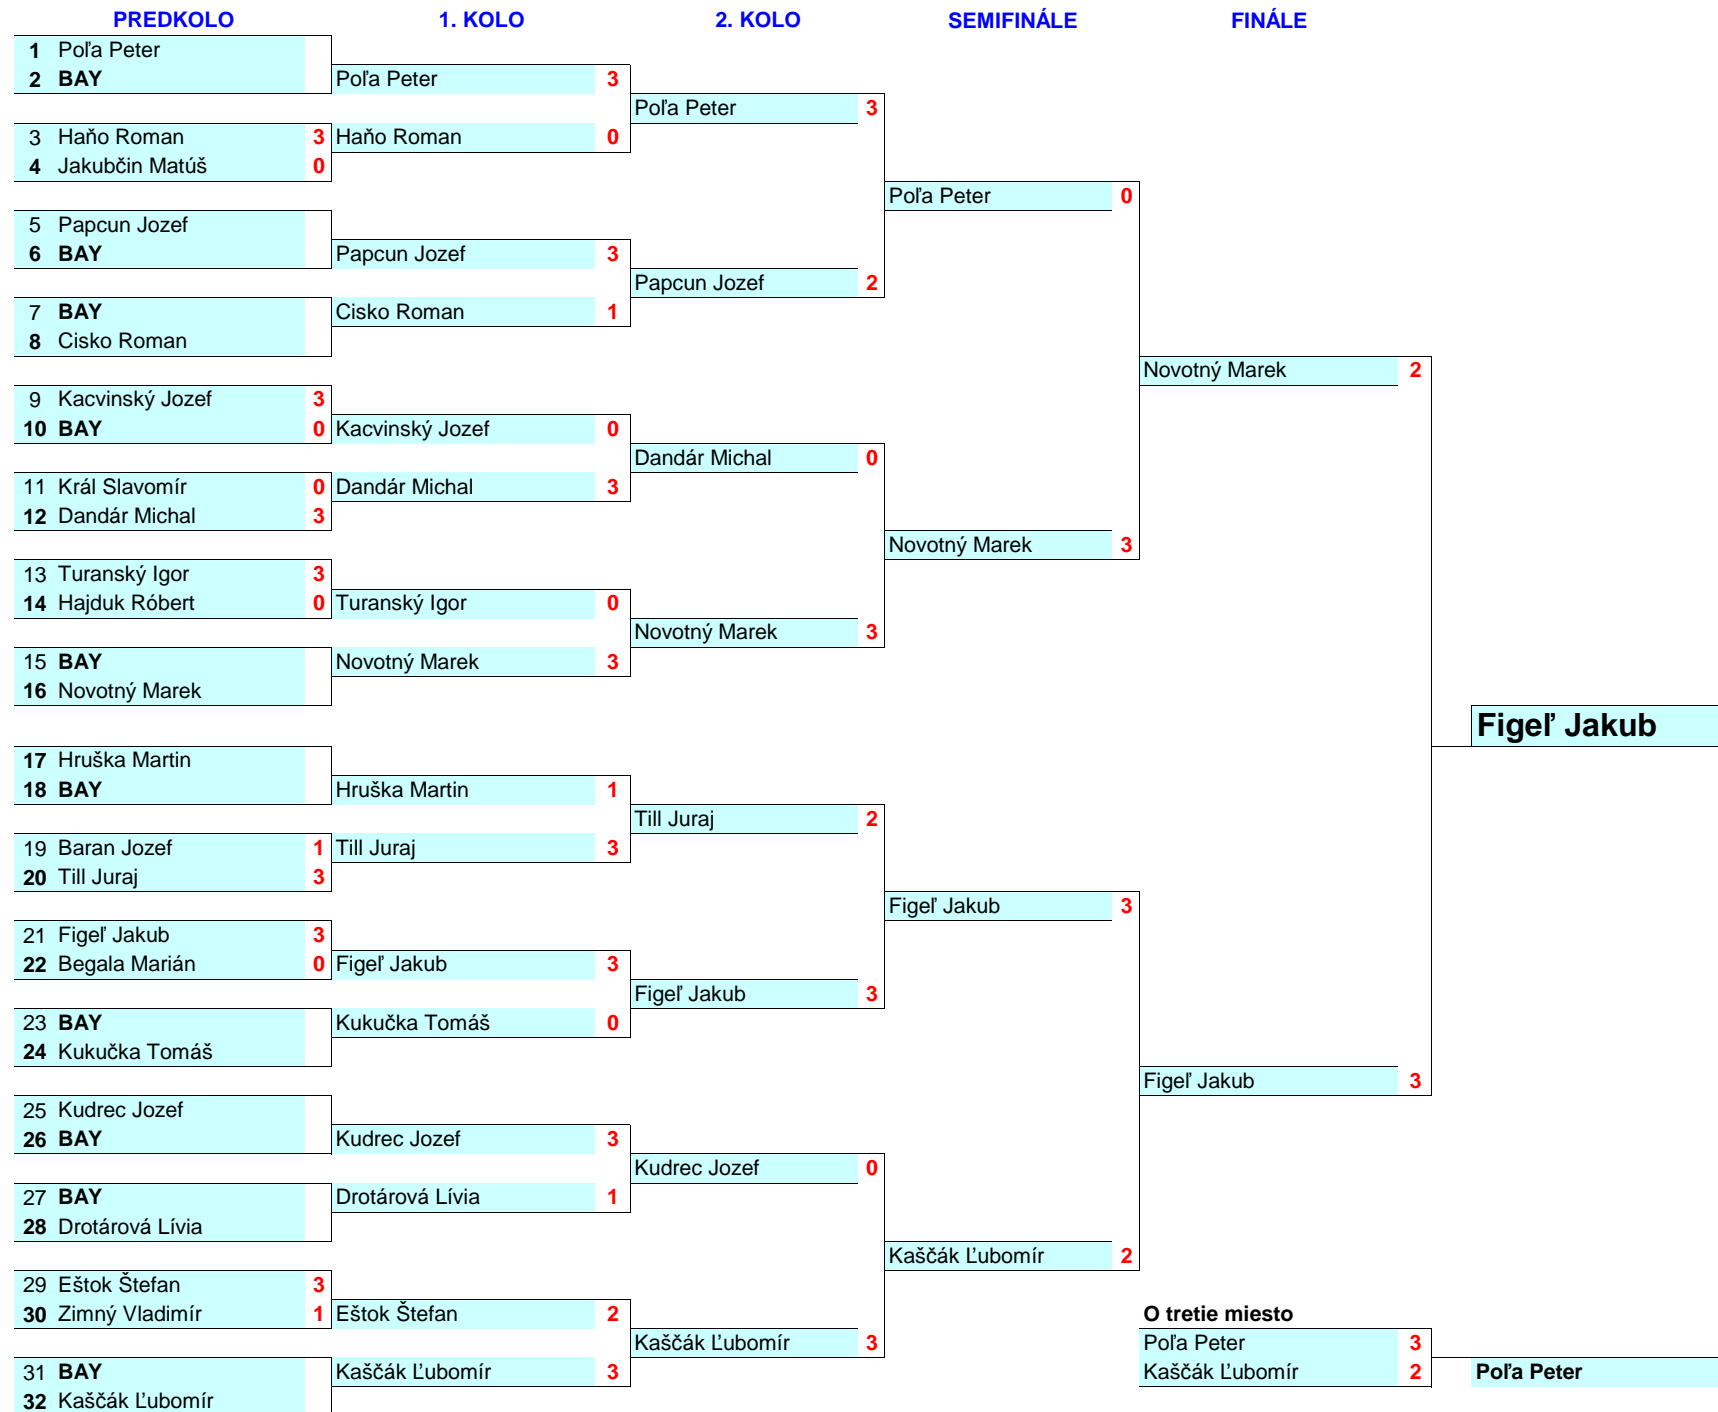 PREDKOLO 1. KOLO 2. KOLO SEMIFINÁLE FINÁLE
1 Poľa Peter
2 BAY Poľa Peter 3
Poľa Peter 3
3 Haňo Roman 3 Haňo Roman 0
4 Jakubčin Matúš 0
Poľa Peter 0
5 Papcun Jozef
6 BAY Papcun Jozef 3
Papcun Jozef 2
7 BAY Cisko Roman 1
8 Cisko Roman
Novotný Marek 2
9 Kacvinský Jozef 3
10 BAY 0 Kacvinský Jozef 0
Dandár Michal 0
11 Král Slavomír 0 Dandár Michal 3
12 Dandár Michal 3
Novotný Marek 3
13 Turanský Igor 3
14 Hajduk Róbert 0 Turanský Igor 0
Novotný Marek 3
15 BAY Novotný Marek 3
16 Novotný Marek
Figeľ Jakub
17 Hruška Martin
18 BAY Hruška Martin 1
Till Juraj 2
19 Baran Jozef 1 Till Juraj 3
20 Till Juraj 3
Figeľ Jakub 3
21 Figeľ Jakub 3
22 Begala Marián 0 Figeľ Jakub 3
Figeľ Jakub 3
23 BAY Kukučka Tomáš 0
24 Kukučka Tomáš
Figeľ Jakub 3
25 Kudrec Jozef
26 BAY Kudrec Jozef 3
Kudrec Jozef 0
27 BAY Drotárová Lívia 1
28 Drotárová Lívia
Kaščák Ľubomír 2
29 Eštok Štefan 3
30 Zimný Vladimír 1 Eštok Štefan 2 O tretie miesto
Kaščák Ľubomír 3 Poľa Peter 3
31 BAY Kaščák Ľubomír 3 Kaščák Ľubomír 2 Poľa Peter
32 Kaščák Ľubomír